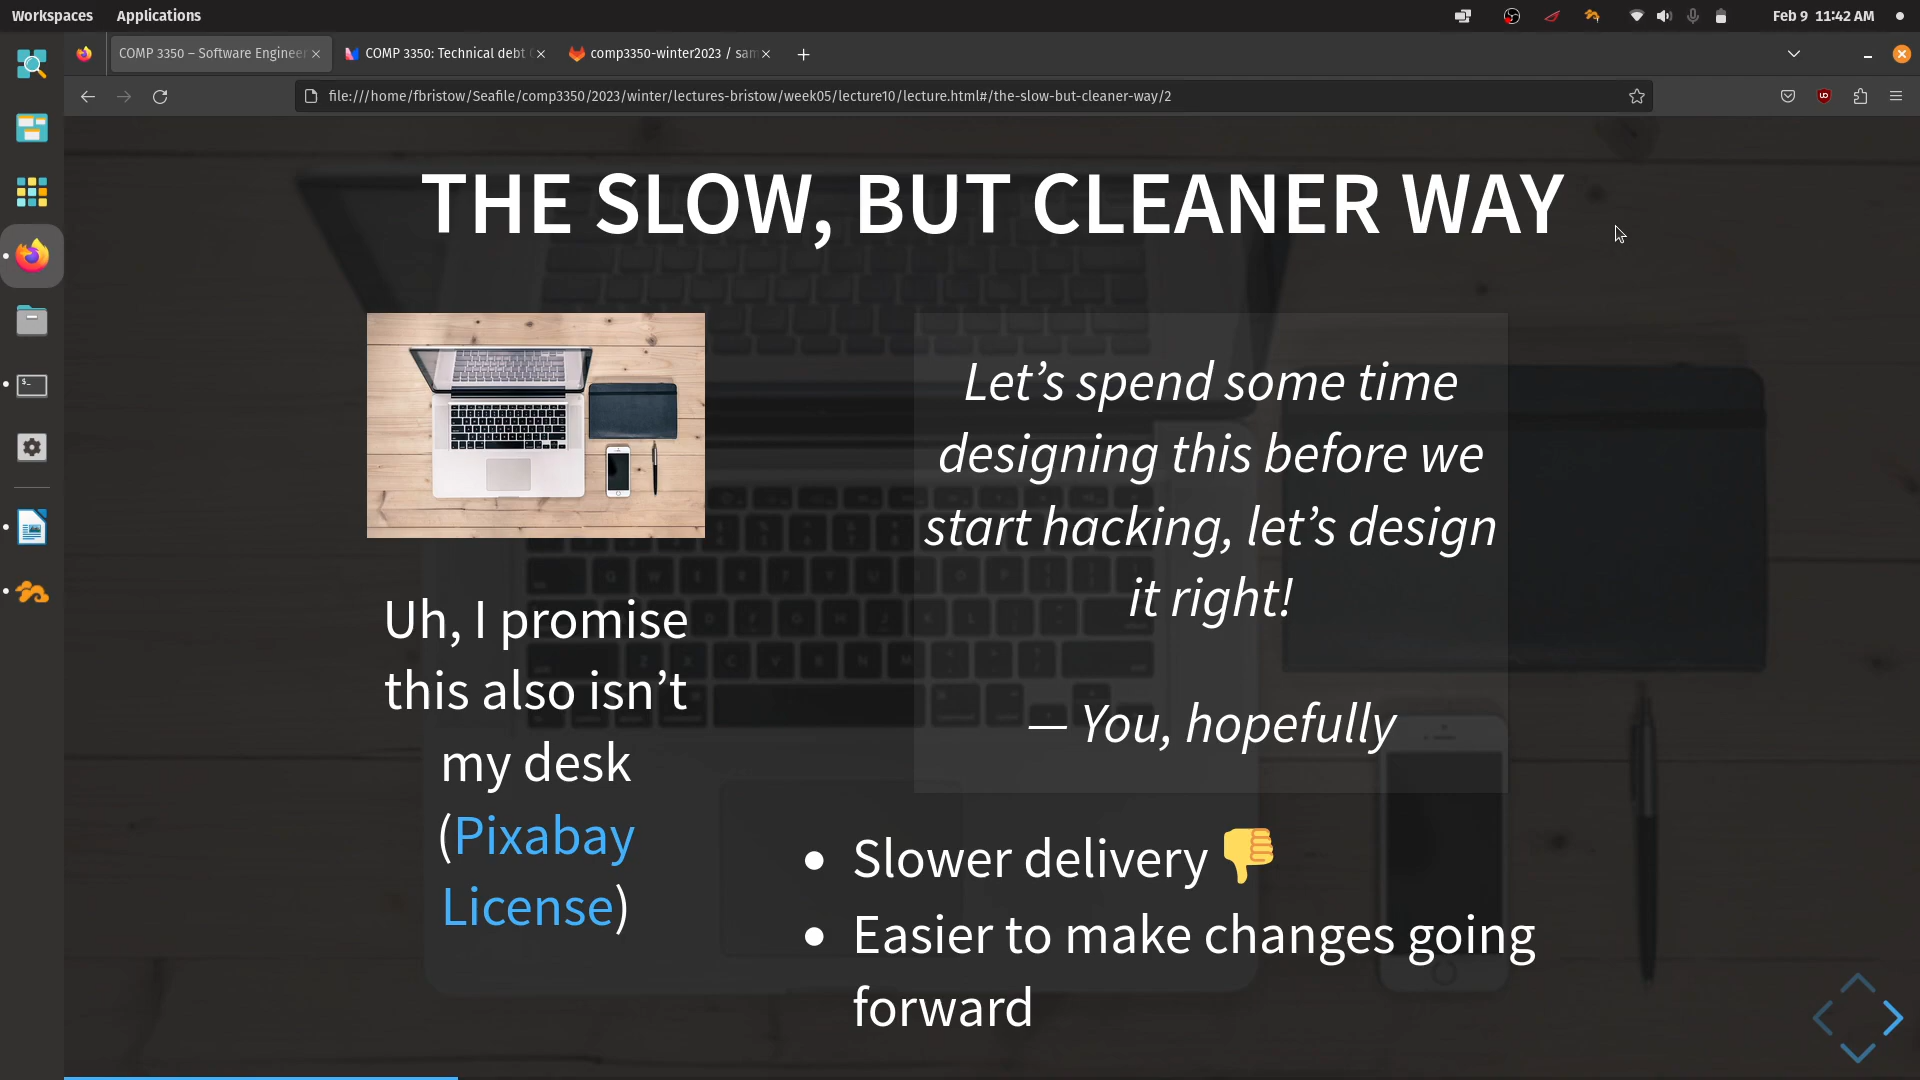 Workspaces Applications Feb 9 11:42 AM
COMP 3350 – Software Engineer COMP 3350: Technical debt comp3350-winter2023 / sam
file:///home/fbristow/Seafile/comp3350/2023/winter/lectures-bristow/week05/lecture10/lecture.html#/the-slow-but-cleaner-way/2
THE SLOW, BUT CLEANER WAY
Uh, I promise
this also isn’t
my desk
(Pixabay
License)
Let’s spend some time
designing this before we
start hacking, let’s design
it right!
— You, hopefully
• Slower delivery 👎
• Easier to make changes going
forward